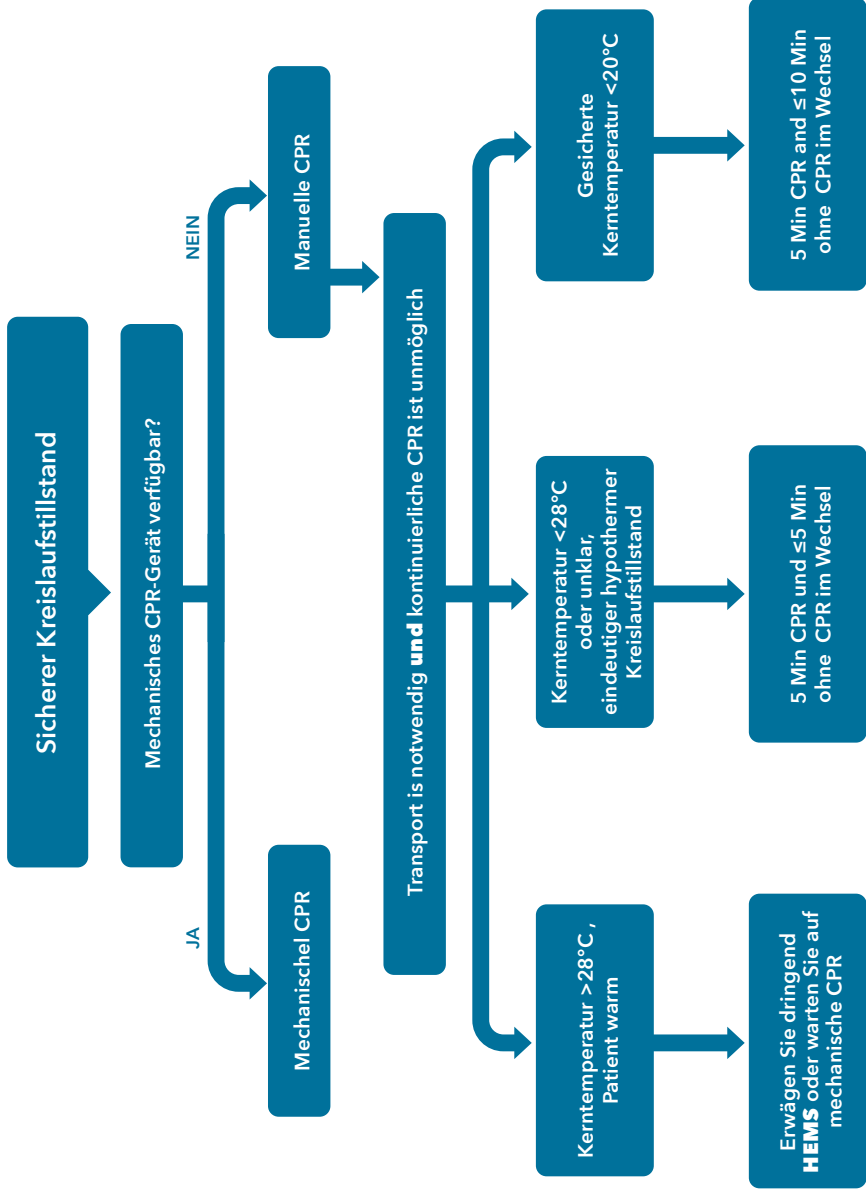 Sicherer Kreislaufstillstand
Mechanisches CPR-Gerät verfügbar?
JA
NEIN
Mechanischel CPR
Manuelle CPR
Transport is notwendig und kontinuierliche CPR ist unmöglich
Kerntemperatur >28°C ,
Patient warm
Kerntemperatur <28°C
oder unklar,
eindeutiger hypothermer
Kreislaufstillstand
Gesicherte
Kerntemperatur <20°C
Erwägen Sie dringend
HEMS oder warten Sie auf
mechanische CPR
5 Min CPR und ≤5 Min
ohne CPR im Wechsel
5 Min CPR and ≤10 Min
ohne CPR im Wechsel